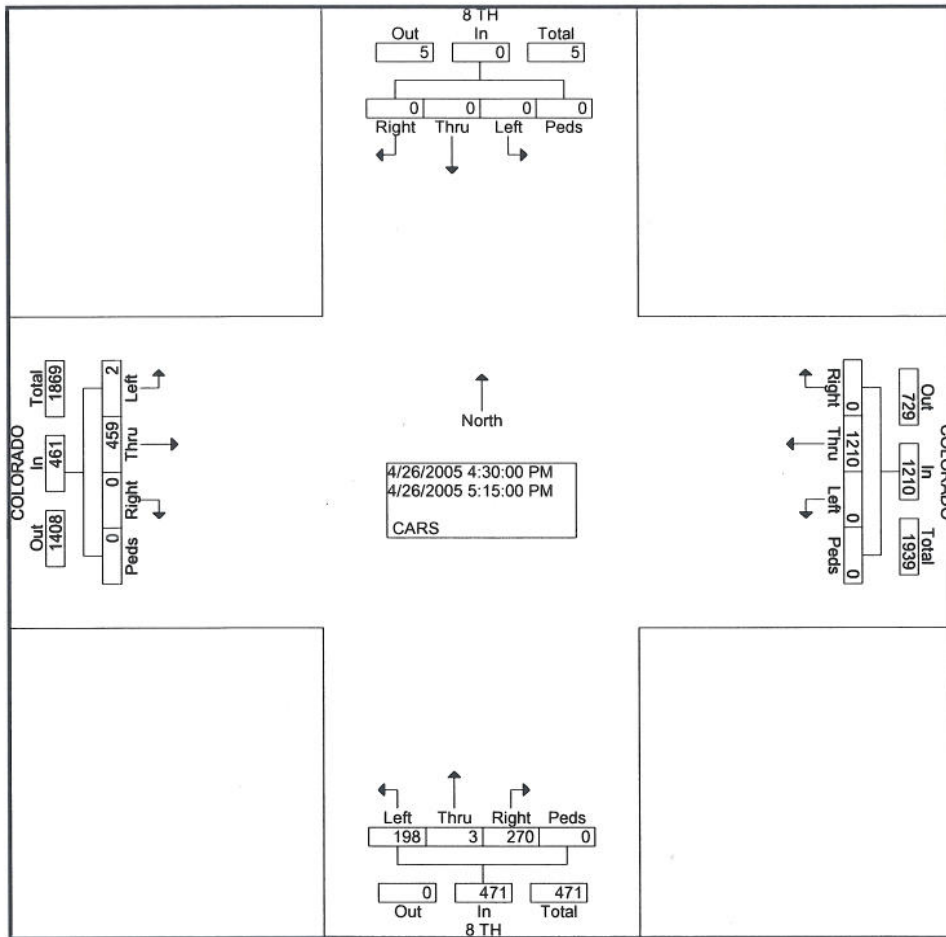 8 TH
Out In Total
5 0 5
0 0 0 0
Right Thru Left Peds
COLORADO
Total 1869
In 461
Out 1408
Left 2
Thru 459
Right 0
Peds 0
North
4/26/2005 4:30:00 PM
4/26/2005 5:15:00 PM
CARS
Right 0
Thru 1210
Left 0
Peds 0
Out 729
In 1210
Total 1939
COLORADO
Left Thru Right Peds
198 3 270 0
0 471 471
Out In Total
8 TH